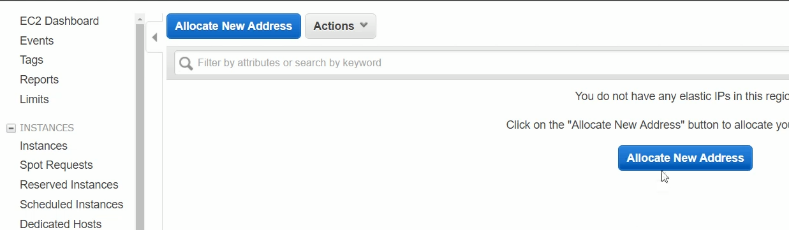 EC2 Dashboard
Events
Tags
Reports
Limits
INSTANCES
Instances
Spot Requests
Reserved Instances
Scheduled Instances
Dedicated Hosts
Allocate New Address Actions
Filter by attributes or search by keyword
You do not have any elastic IPs in this regio
Click on the "Allocate New Address" button to allocate yo
Allocate New Address